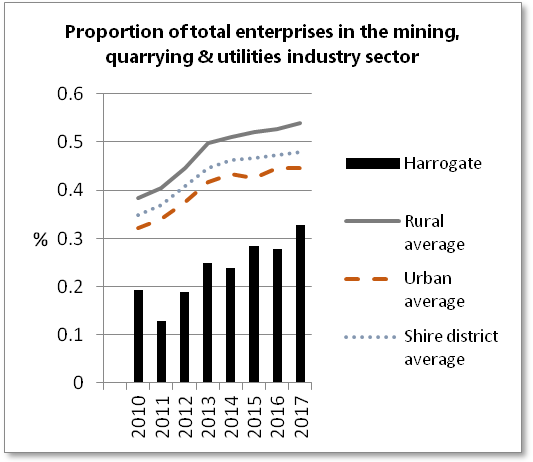 Proportion of total enterprises in the mining,
quarrying & utilities industry sector
0.6
0.5
0.4
0.3
0.2
0.1
0
%
2010
2011
2012
2013
2014
2015
2016
2017
Harrogate
Rural
average
Urban
average
Shire district
average